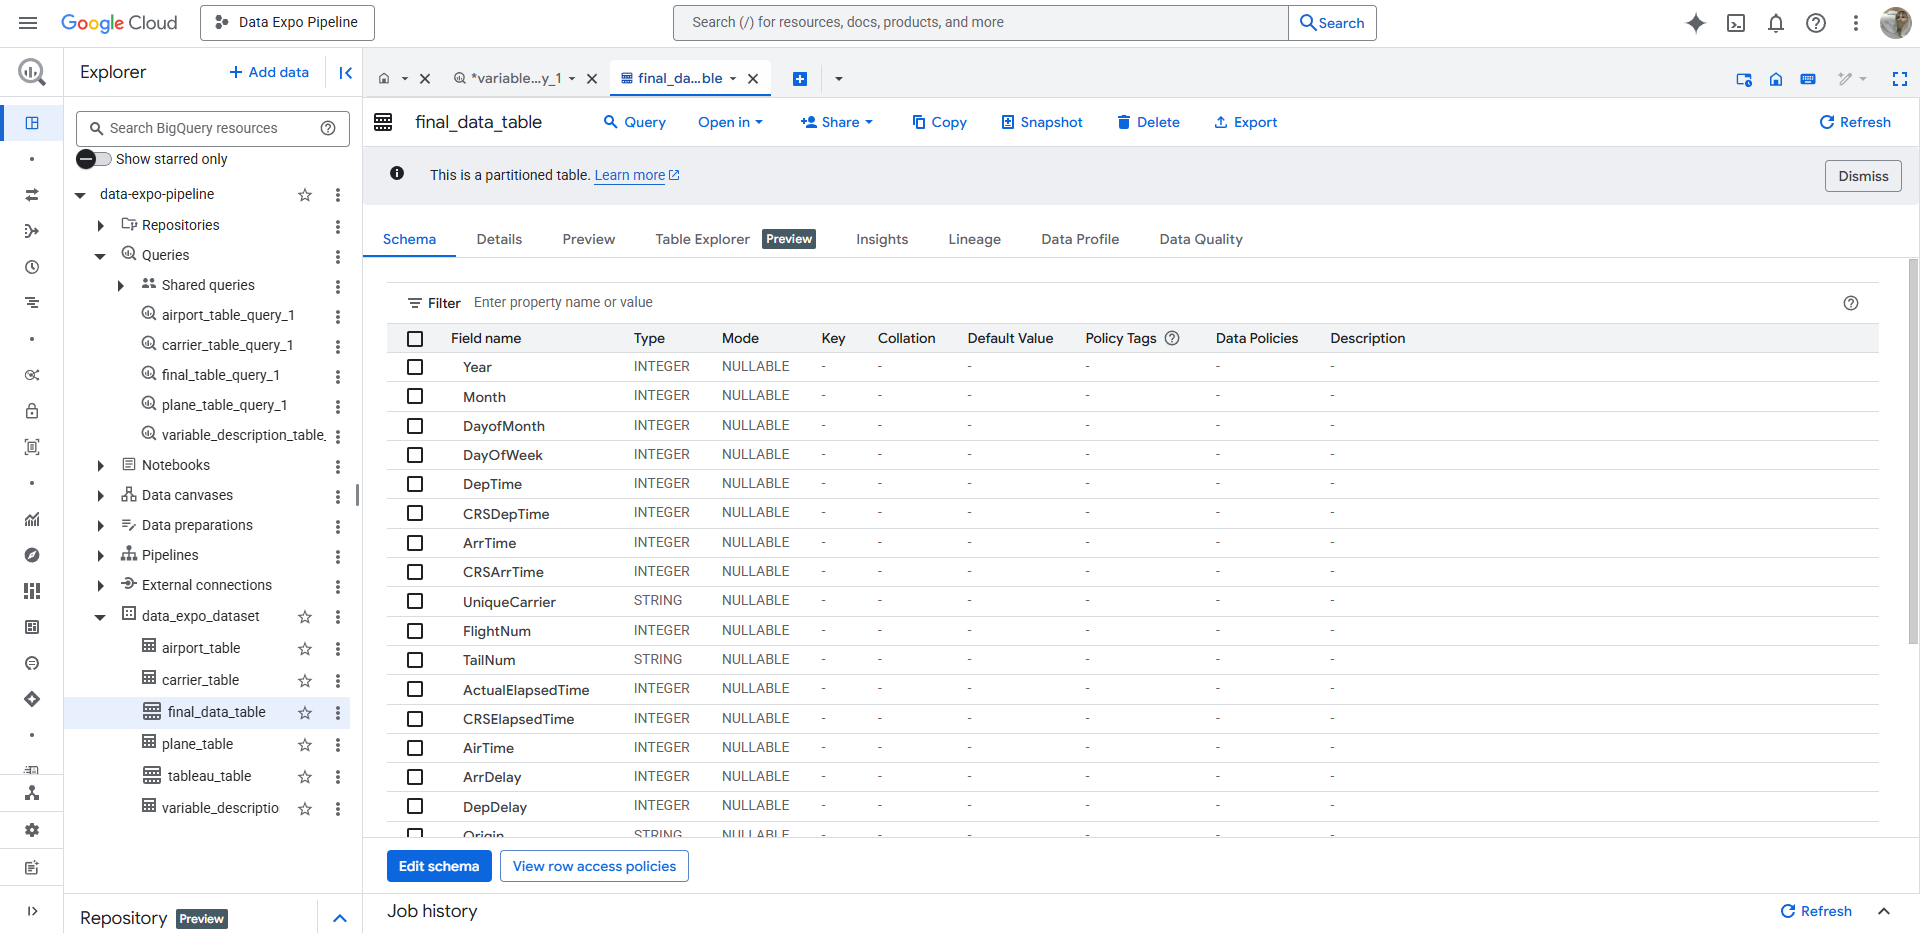 Google Cloud
Data Expo Pipeline
Search (/) for resources, docs, products, and more
Search
Explorer
Add data
*variable...y_1
final_da...ble
Search BigQuery resources
Show starred only
data-expo-pipeline
Repositories
Queries
Shared queries
airport_table_query_1
carrier_table_query_1
final_table_query_1
plane_table_query_1
variable_description_table_
Notebooks
Data canvases
Data preparations
Pipelines
External connections
data_expo_dataset
airport_table
carrier_table
final_data_table
plane_table
tableau_table
variable_descriptio
Repository Preview
final_data_table
Query
Open in
Share
Copy
Snapshot
Delete
Export
Refresh
This is a partitioned table. Learn more
Dismiss
Schema Details Preview Table Explorer Preview Insights Lineage Data Profile Data Quality
Filter Enter property name or value
Field name Type Mode Key Collation Default Value Policy Tags Data Policies Description
Year INTEGER NULLABLE - - - - - -
Month INTEGER NULLABLE - - - - - -
DayofMonth INTEGER NULLABLE - - - - - -
DayOfWeek INTEGER NULLABLE - - - - - -
DepTime INTEGER NULLABLE - - - - - -
CRSDepTime INTEGER NULLABLE - - - - - -
ArrTime INTEGER NULLABLE - - - - - -
CRSArrTime INTEGER NULLABLE - - - - - -
UniqueCarrier STRING NULLABLE - - - - - -
FlightNum INTEGER NULLABLE - - - - - -
TailNum STRING NULLABLE - - - - - -
ActualElapsedTime INTEGER NULLABLE - - - - - -
CRSElapsedTime INTEGER NULLABLE - - - - - -
AirTime INTEGER NULLABLE - - - - - -
ArrDelay INTEGER NULLABLE - - - - - -
DepDelay INTEGER NULLABLE - - - - - -
Origin STRING NULLABLE - - - - - -
Edit schema
View row access policies
Job history
Refresh